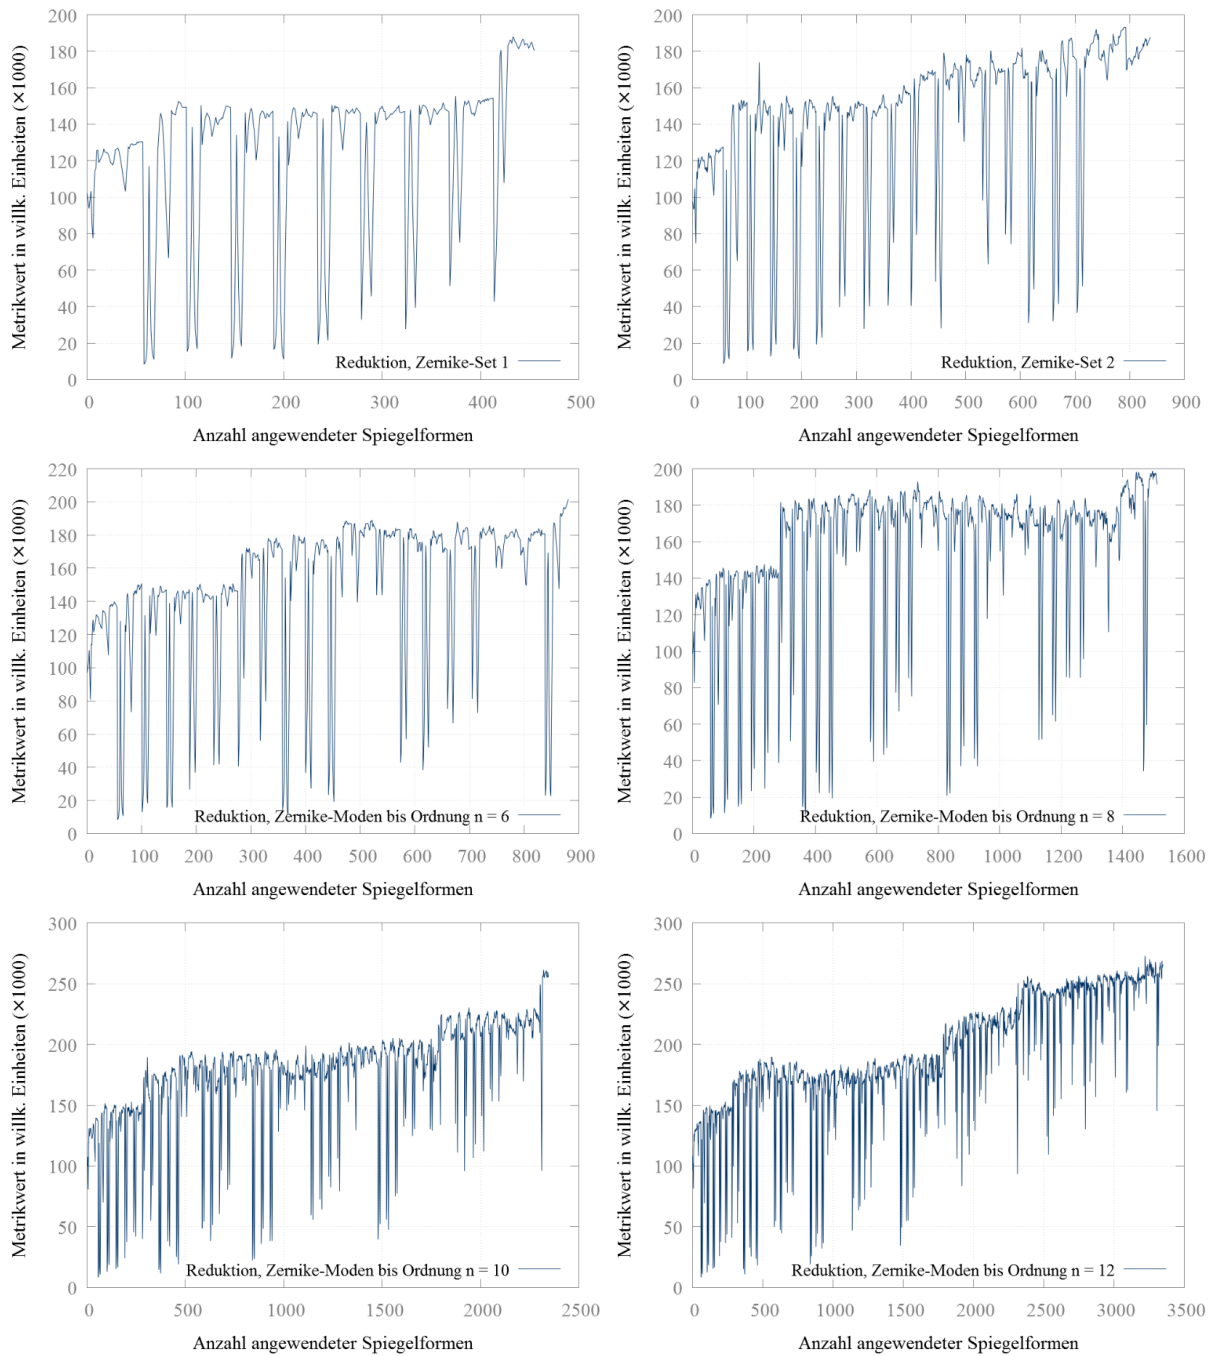 200
180
160
140
120
100
80
60
40
20
0
Metrikwert in willk. Einheiten (×1000)
Reduktion, Zernike-Set 1
0 100 200 300 400 500
Anzahl angewendeter Spiegelformen
200
180
160
140
120
100
80
60
40
20
0
Metrikwert in willk. Einheiten (×1000)
Reduktion, Zernike-Set 2
0 100 200 300 400 500 600 700 800 900
Anzahl angewendeter Spiegelformen
220
200
180
160
140
120
100
80
60
40
20
0
Metrikwert in willk. Einheiten (×1000)
Reduktion, Zernike-Moden bis Ordnung n = 6
0 100 200 300 400 500 600 700 800 900
Anzahl angewendeter Spiegelformen
200
180
160
140
120
100
80
60
40
20
0
Metrikwert in willk. Einheiten (×1000)
Reduktion, Zernike-Moden bis Ordnung n = 8
0 200 400 600 800 1000 1200 1400 1600
Anzahl angewendeter Spiegelformen
300
250
200
150
100
50
0
Metrikwert in willk. Einheiten (×1000)
Reduktion, Zernike-Moden bis Ordnung n = 10
0 500 1000 1500 2000 2500
Anzahl angewendeter Spiegelformen
300
250
200
150
100
50
0
Metrikwert in willk. Einheiten (×1000)
Reduktion, Zernike-Moden bis Ordnung n = 12
0 500 1000 1500 2000 2500 3000 3500
Anzahl angewendeter Spiegelformen